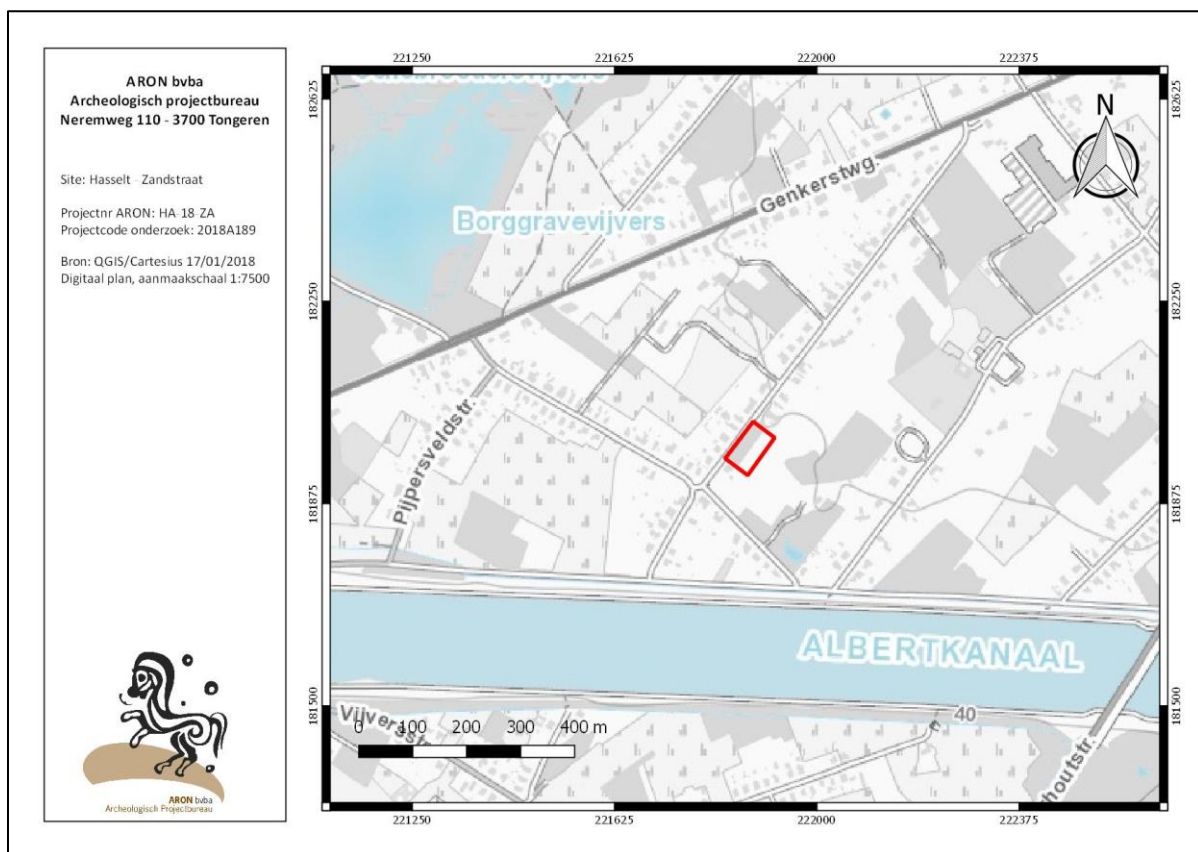 ARON bvba
Archeologisch projectbureau
Neremweg 110 - 3700 Tongeren
Site: Hasselt - Zandstraat
Projectnr ARON: HA-18-ZA
Projectcode onderzoek: 2018A189
Bron: QGIS/Cartesius 17/01/2018
Digitaal plan, aanmaakschaal 1:7500
ARON bvba
Archeologisch Projectbureau
221250 221625 222000 222375
182625 182625
N
Genkerstwg.
Borggravevijvers
182250 182250
Pijpersveldstr.
181875 181875
ALBERTKANAAL
181500 181500
40
0 100 200 300 400 m
houtstr.
221250 221625 222000 222375